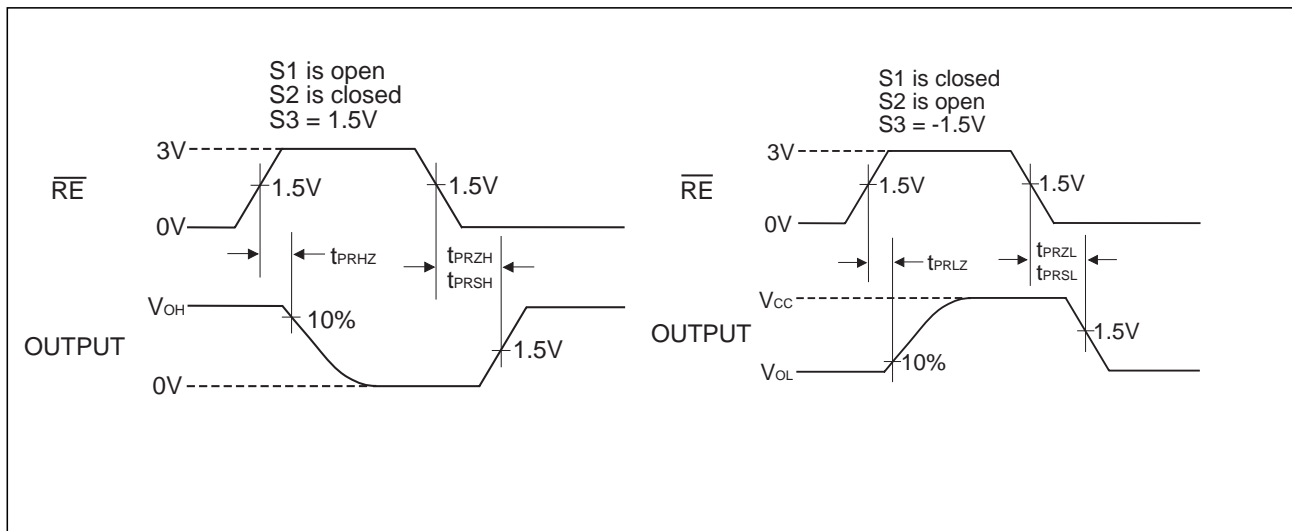 S1 is open
S2 is closed
S3 = 1.5V
3V
RE
1.5V
1.5V
0V
tPRHZ
tPRZH
tPRSH
VOH
10%
OUTPUT
1.5V
0V
S1 is closed
S2 is open
S3 = -1.5V
3V
RE
1.5V
1.5V
0V
tPRLZ
tPRZL
tPRSL
VCC
OUTPUT
1.5V
10%
VOL